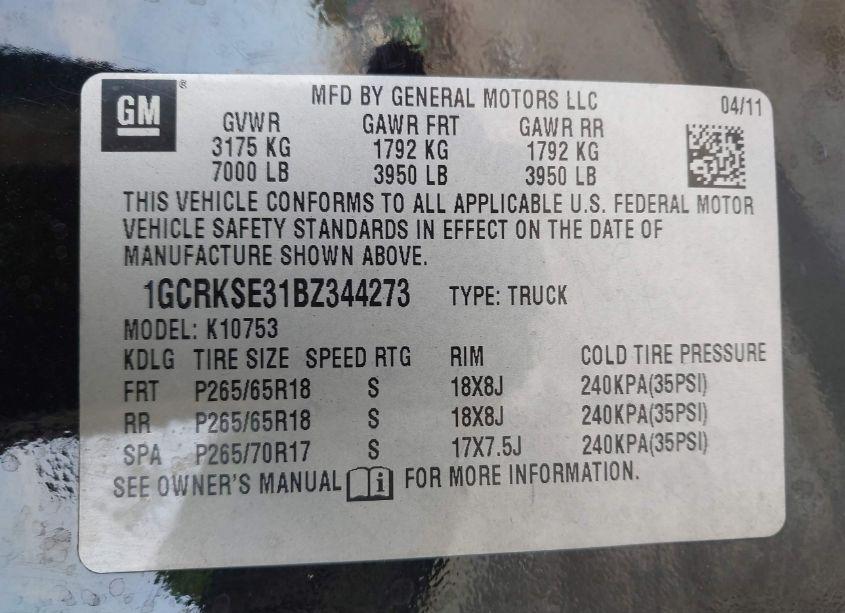 GM
MFD BY GENERAL MOTORS LLC 04/11
GVWR GAWR FRT GAWR RR
3175 KG 1792 KG 1792 KG
7000 LB 3950 LB 3950 LB
THIS VEHICLE CONFORMS TO ALL APPLICABLE U.S. FEDERAL MOTOR
VEHICLE SAFETY STANDARDS IN EFFECT ON THE DATE OF
MANUFACTURE SHOWN ABOVE.
1GCRKSE31BZ344273 TYPE: TRUCK
MODEL: K10753
KDLG TIRE SIZE SPEED RTG RIM COLD TIRE PRESSURE
FRT P265/65R18 S 18X8J 240KPA(35PSI)
RR P265/65R18 S 18X8J 240KPA(35PSI)
SPA P265/70R17 S 17X7.5J 240KPA(35PSI)
SEE OWNER'S MANUAL i FOR MORE INFORMATION.